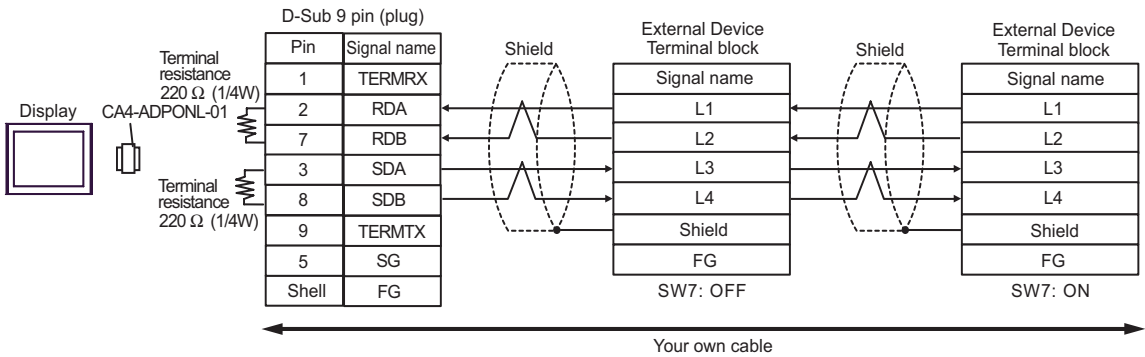 D-Sub 9 pin (plug)
Pin Signal name
1 TERMRX
2 RDA
7 RDB
3 SDA
8 SDB
9 TERMTX
5 SG
Shell FG
Display
CA4-ADPONL-01
Terminal
resistance
220 Ω (1/4W)
Terminal
resistance
220 Ω (1/4W)
Shield
External Device
Terminal block
Signal name
L1
L2
L3
L4
Shield
FG
SW7: OFF
Shield
External Device
Terminal block
Signal name
L1
L2
L3
L4
Shield
FG
SW7: ON
Your own cable